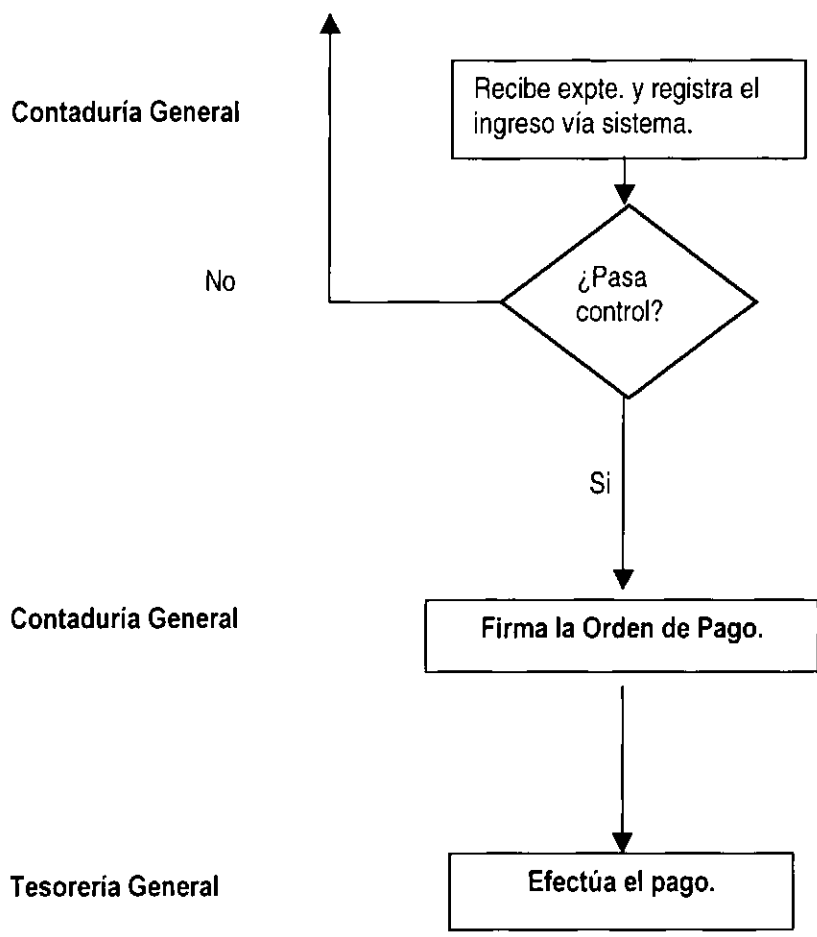 Contaduría General
Recibe expte. y registra el
ingreso vía sistema.
¿Pasa
control?
No
Si
Contaduría General
Firma la Orden de Pago.
Tesorería General
Efectúa el pago.